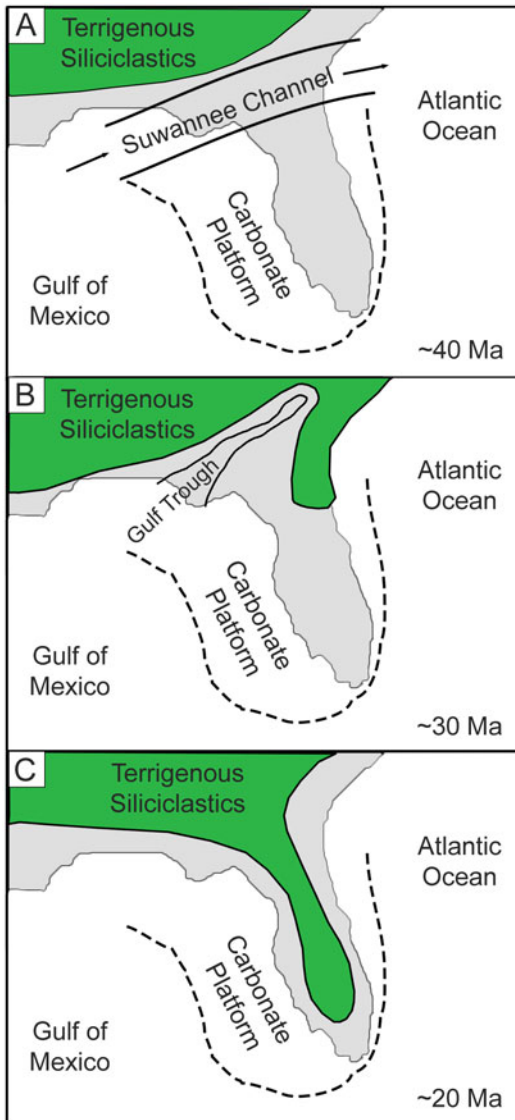 A
Terrigenous
Siliciclastics
Suwannee Channel
Atlantic
Ocean
Carbonate
Platform
Gulf of
Mexico
~40 Ma
B
Terrigenous
Siliciclastics
Gulf Trough
Atlantic
Ocean
Carbonate
Platform
Gulf of
Mexico
~30 Ma
C
Terrigenous
Siliciclastics
Atlantic
Ocean
Carbonate
Platform
Gulf of
Mexico
~20 Ma